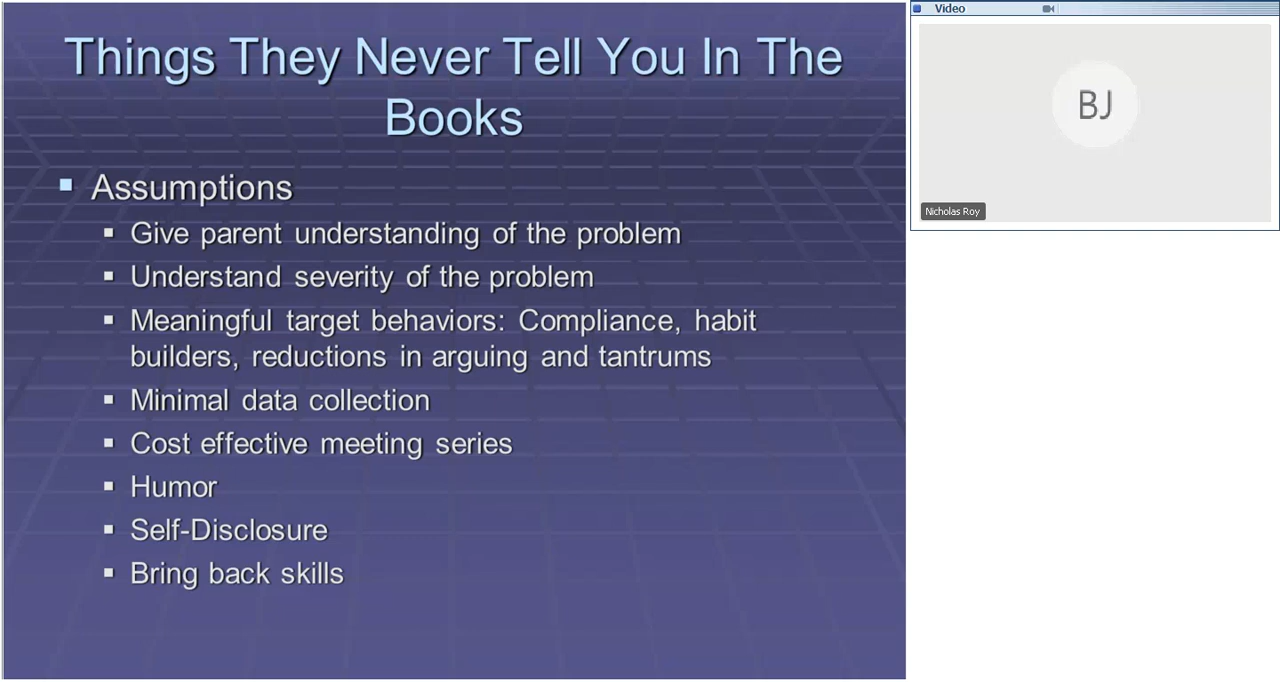 Things They Never Tell You In The
Books
Assumptions
Give parent understanding of the problem
Understand severity of the problem
Meaningful target behaviors: Compliance, habit
builders, reductions in arguing and tantrums
Minimal data collection
Cost effective meeting series
Humor
Self-Disclosure
Bring back skills
Video
BJ
Nicholas Roy